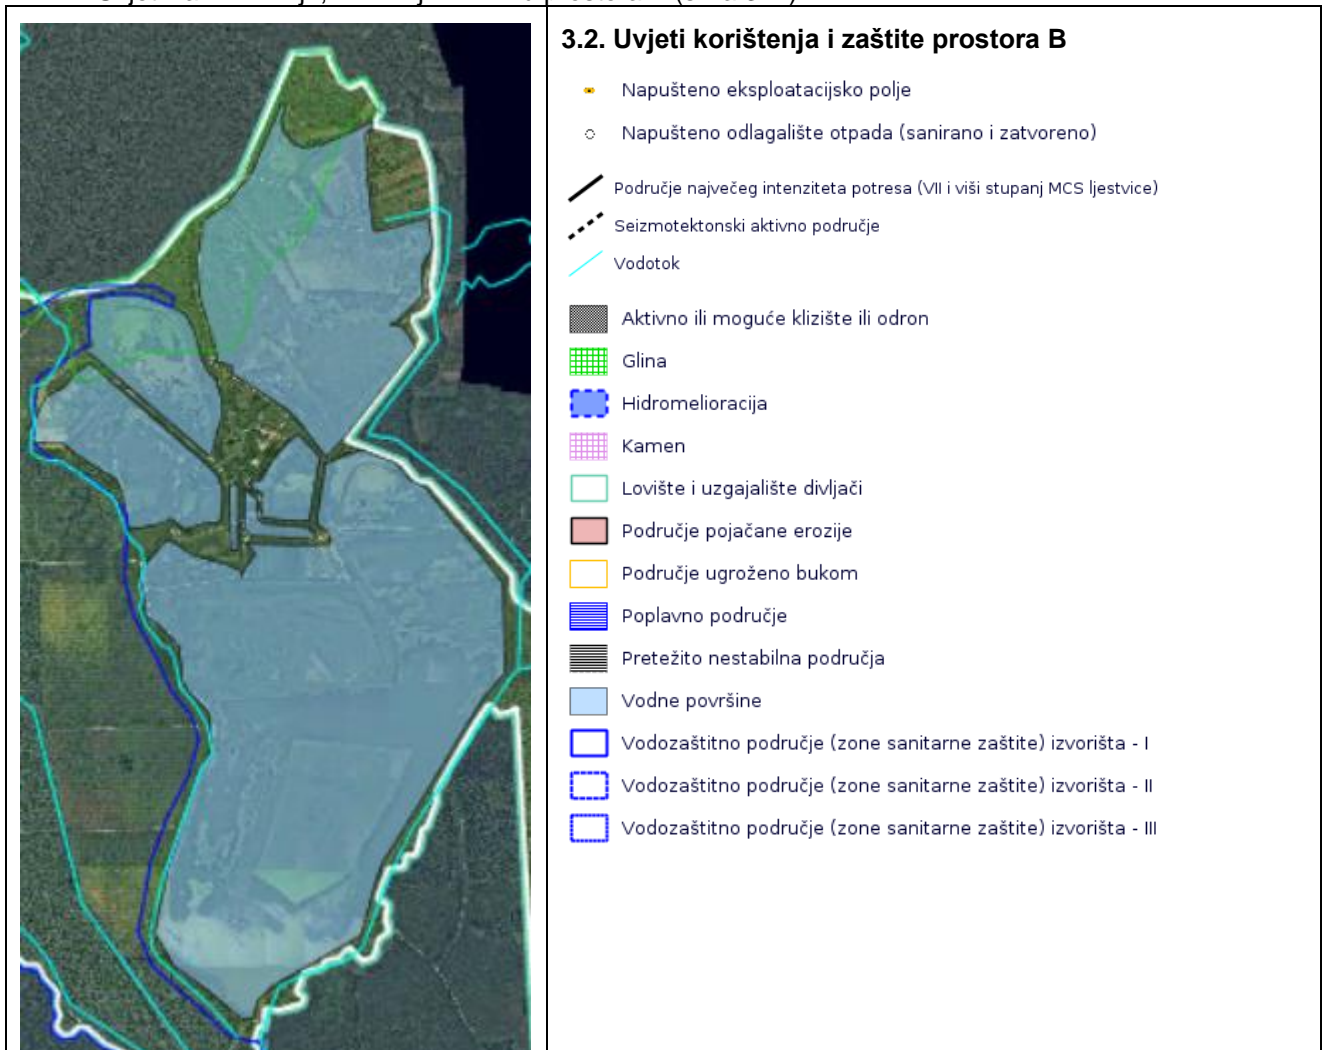 3.2. Uvjeti korištenja i zaštite prostora B
Napušteno eksploatacijsko polje
Napušteno odlagalište otpada (sanirano i zatvoreno)
Područje najvećeg intenziteta potresa (VII i viši stupanj MCS ljestvice)
Seizmotektonski aktivno područje
Vodotok
Aktivno ili moguće klizište ili odron
Glina
Hidromelioracija
Kamen
Lovište i uzgajalište divljači
Područje pojačane erozije
Područje ugroženo bukom
Poplavno područje
Pretežito nestabilna područja
Vodne površine
Vodozaštitno područje (zone sanitarne zaštite) izvorišta - I
Vodozaštitno područje (zone sanitarne zaštite) izvorišta - II
Vodozaštitno područje (zone sanitarne zaštite) izvorišta - III